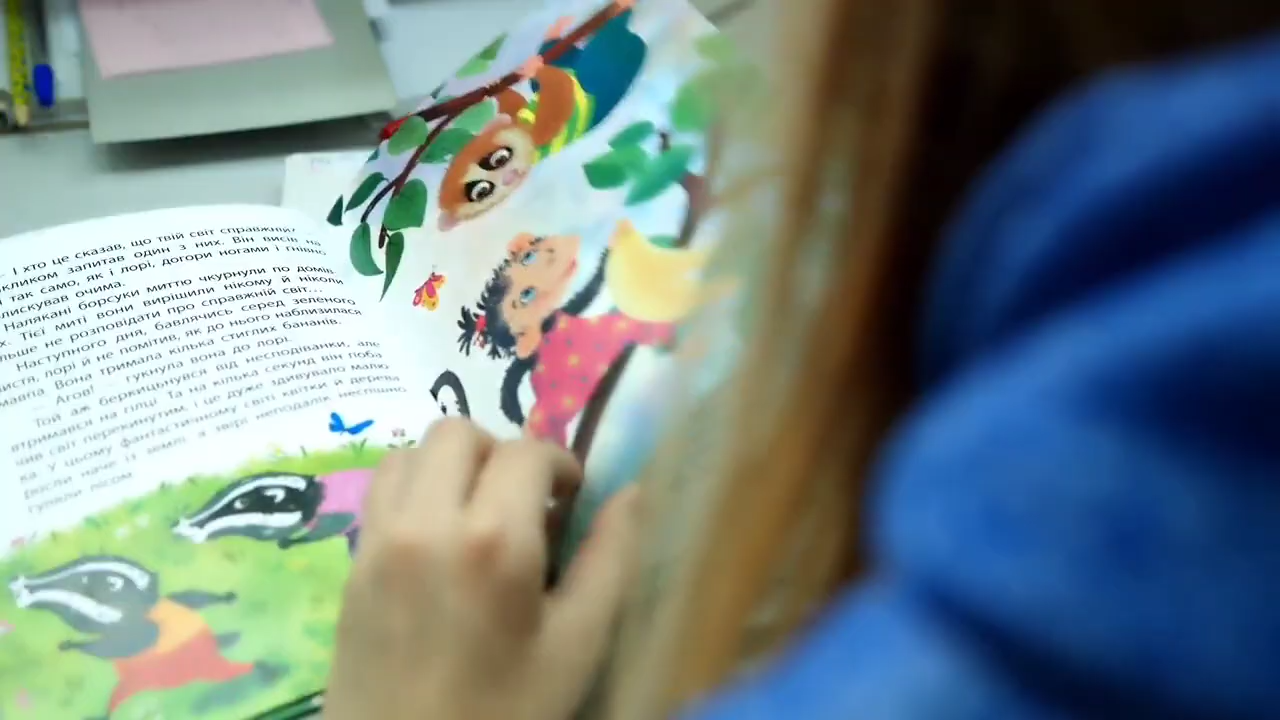 — І хто це сказав, що твій світ справжній?
кликом запитав один з них. Він висів на
так само, як і лорі, догори ногами і гнівно
лискував очима.
Налякані борсуки миттю чкурнули по домів
х. Тієї миті вони вирішили нікому й ніколи
льше не розповідати про справжній світ...
Наступного дня, бавлячись серед зеленого
листя, лорі й не помітив, як до нього наблизилася
мавпа. Вона тримала кілька стиглих бананів.
— Агов! — гукнула вона до лорі.
Той аж беркицьнувся від несподіванки, але
втримався на гілці. Та на кілька секунд він поба
чив світ перекинутим, і це дуже здивувало малю
ка. У цьому фантастичному світі квітки й дерева
росли наче із землі, а звірі неподалік неспішно
гуляли лісом